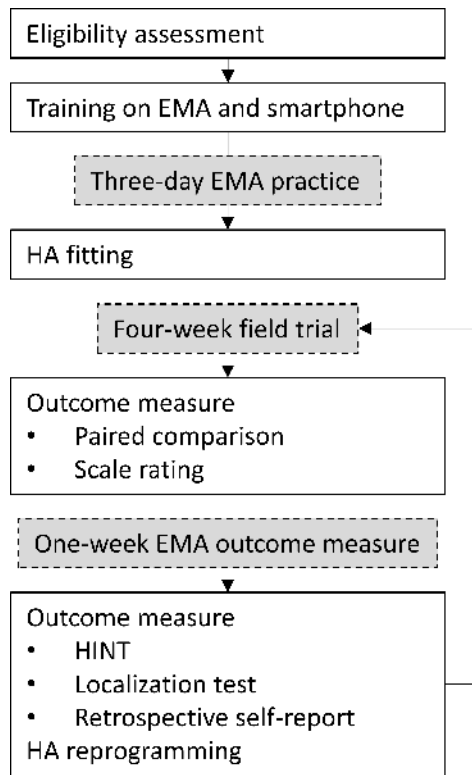 Eligibility assessment
Training on EMA and smartphone
Three-day EMA practice
HA fitting
Four-week field trial
Outcome measure
• Paired comparison
• Scale rating
One-week EMA outcome measure
Outcome measure
• HINT
• Localization test
• Retrospective self-report
HA reprogramming